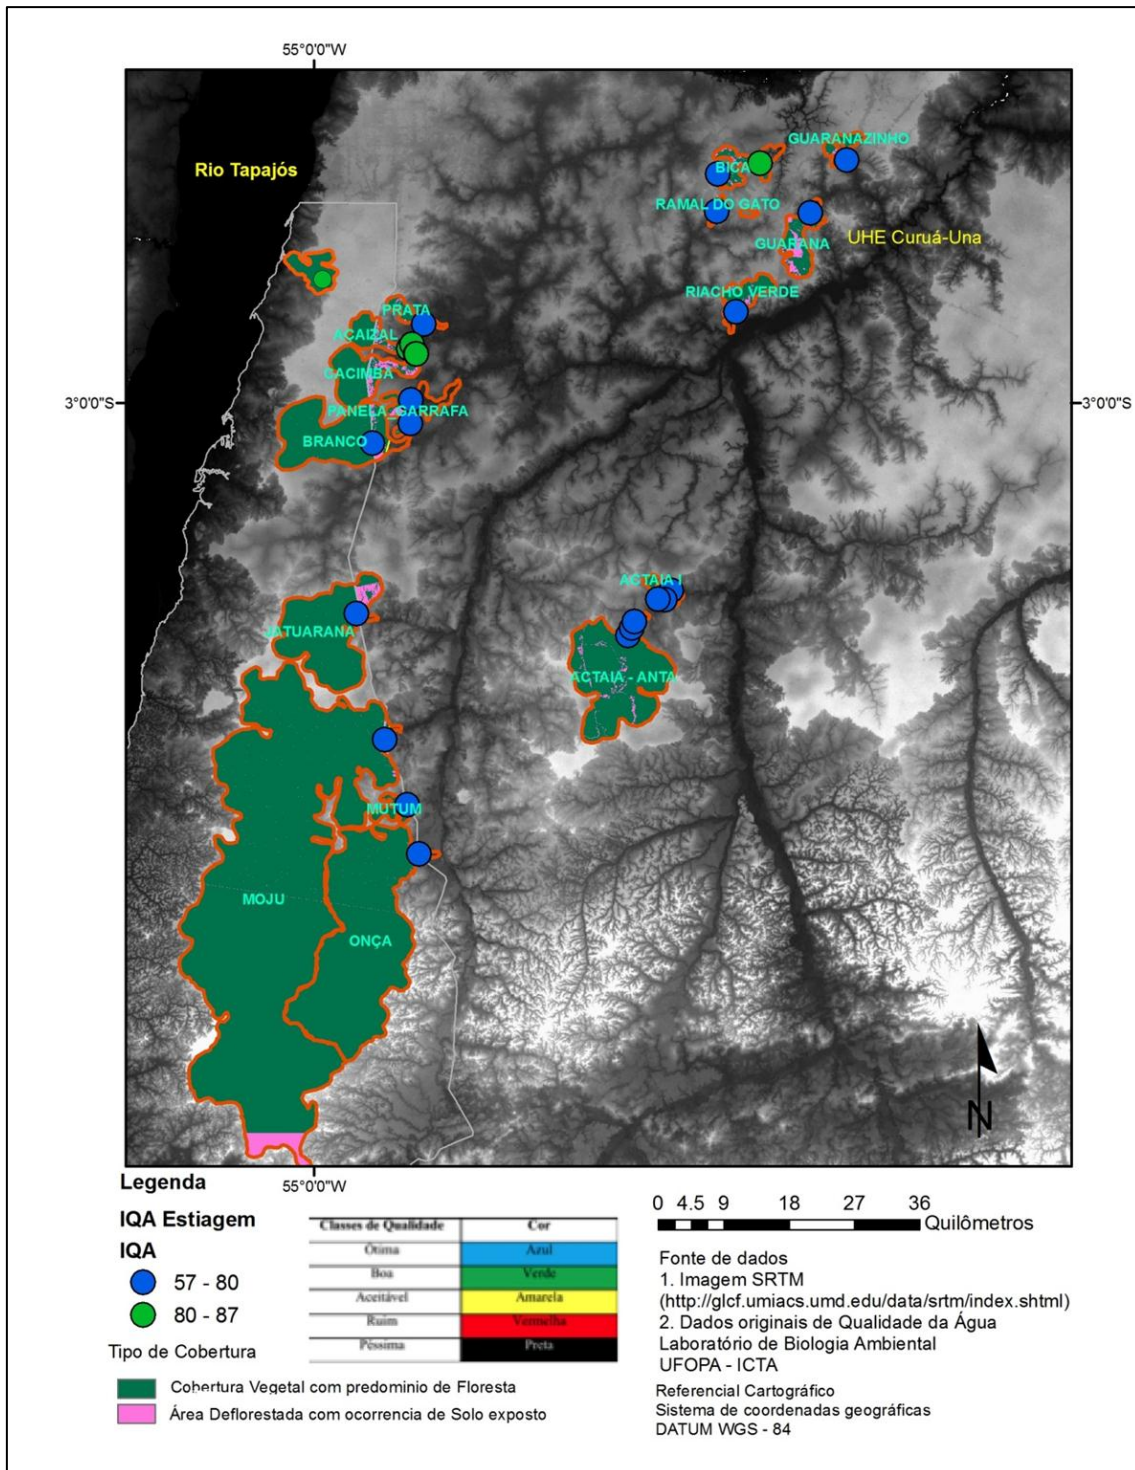 55°0'0"W
Rio Tapajós
GUARANAZINHO
BICA
RAMAL DO GATO
GUARANA
UHE Curuá-Una
RIACHO VERDE
PRATA
AÇAIZAL
CACIMBA
3°0'0"S
3°0'0"S
PANELA GARRAFA
BRANCO
ACTAIA I
JATUARANA
ACTAIA - ANTA
MUTUM
MOJU
ONÇA
N
55°0'0"W
Legenda
IQA Estiagem
IQA
57 - 80
80 - 87
Tipo de Cobertura
Cobertura Vegetal com predominio de Floresta
Área Deflorestada com ocorrencia de Solo exposto
Classes de Qualidade Cor
Ótima Azul
Boa Verde
Aceitável Amarela
Ruim Vermelha
Péssima Preta
0 4.5 9 18 27 36
Quilômetros
Fonte de dados
1. Imagem SRTM
(http://glcf.umiacs.umd.edu/data/srtm/index.shtml)
2. Dados originais de Qualidade da Água
Laboratório de Biologia Ambiental
UFOPA - ICTA
Referencial Cartográfico
Sistema de coordenadas geográficas
DATUM WGS - 84